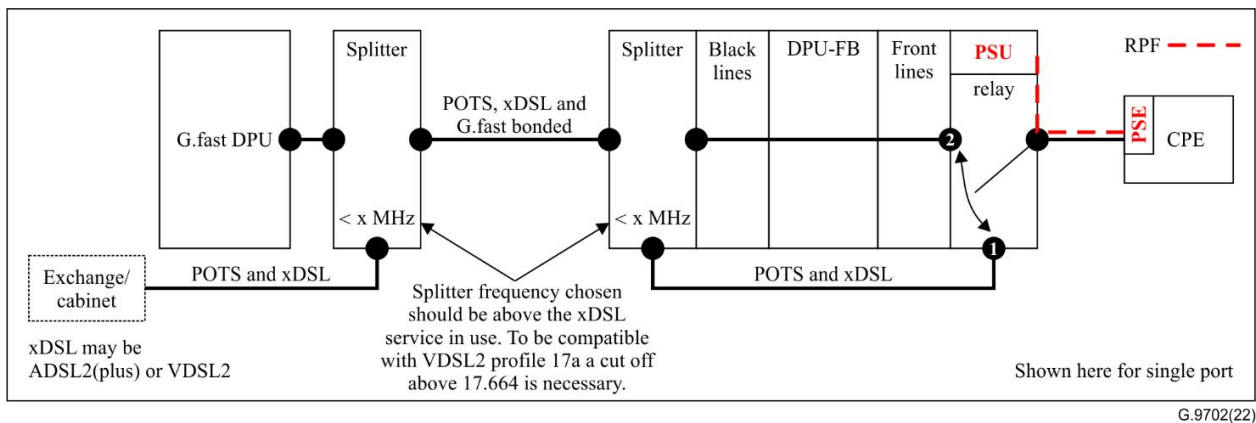 Splitter
Splitter
Black
lines
DPU-FB
Front
lines
PSU
relay
RPF
G.fast DPU
POTS, xDSL and
G.fast bonded
2
PSE
CPE
< x MHz
< x MHz
1
Exchange/
cabinet
POTS and xDSL
POTS and xDSL
Splitter frequency chosen
should be above the xDSL
service in use. To be compatible
with VDSL2 profile 17a a cut off
above 17.664 is necessary.
xDSL may be
ADSL2(plus) or VDSL2
Shown here for single port
G.9702(22)